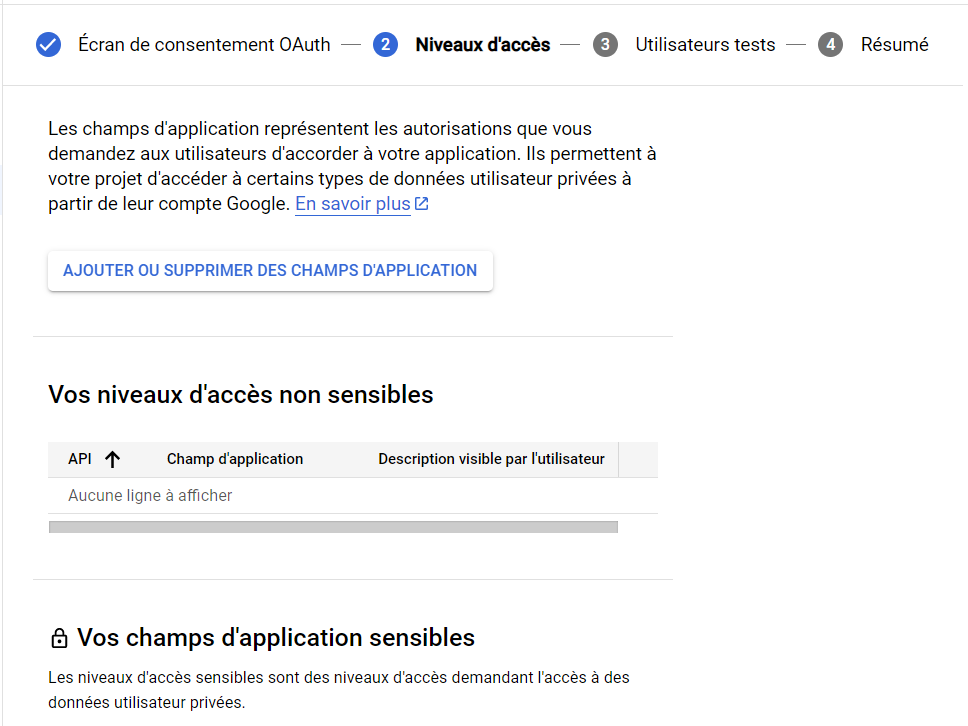 Écran de consentement OAuth — 2 Niveaux d'accès — 3 Utilisateurs tests — 4 Résumé
Les champs d'application représentent les autorisations que vous
demandez aux utilisateurs d'accorder à votre application. Ils permettent à
votre projet d'accéder à certains types de données utilisateur privées à
partir de leur compte Google. En savoir plus
AJOUTER OU SUPPRIMER DES CHAMPS D'APPLICATION
Vos niveaux d'accès non sensibles
API Champ d'application Description visible par l'utilisateur
Aucune ligne à afficher
Vos champs d'application sensibles
Les niveaux d'accès sensibles sont des niveaux d'accès demandant l'accès à des
données utilisateur privées.